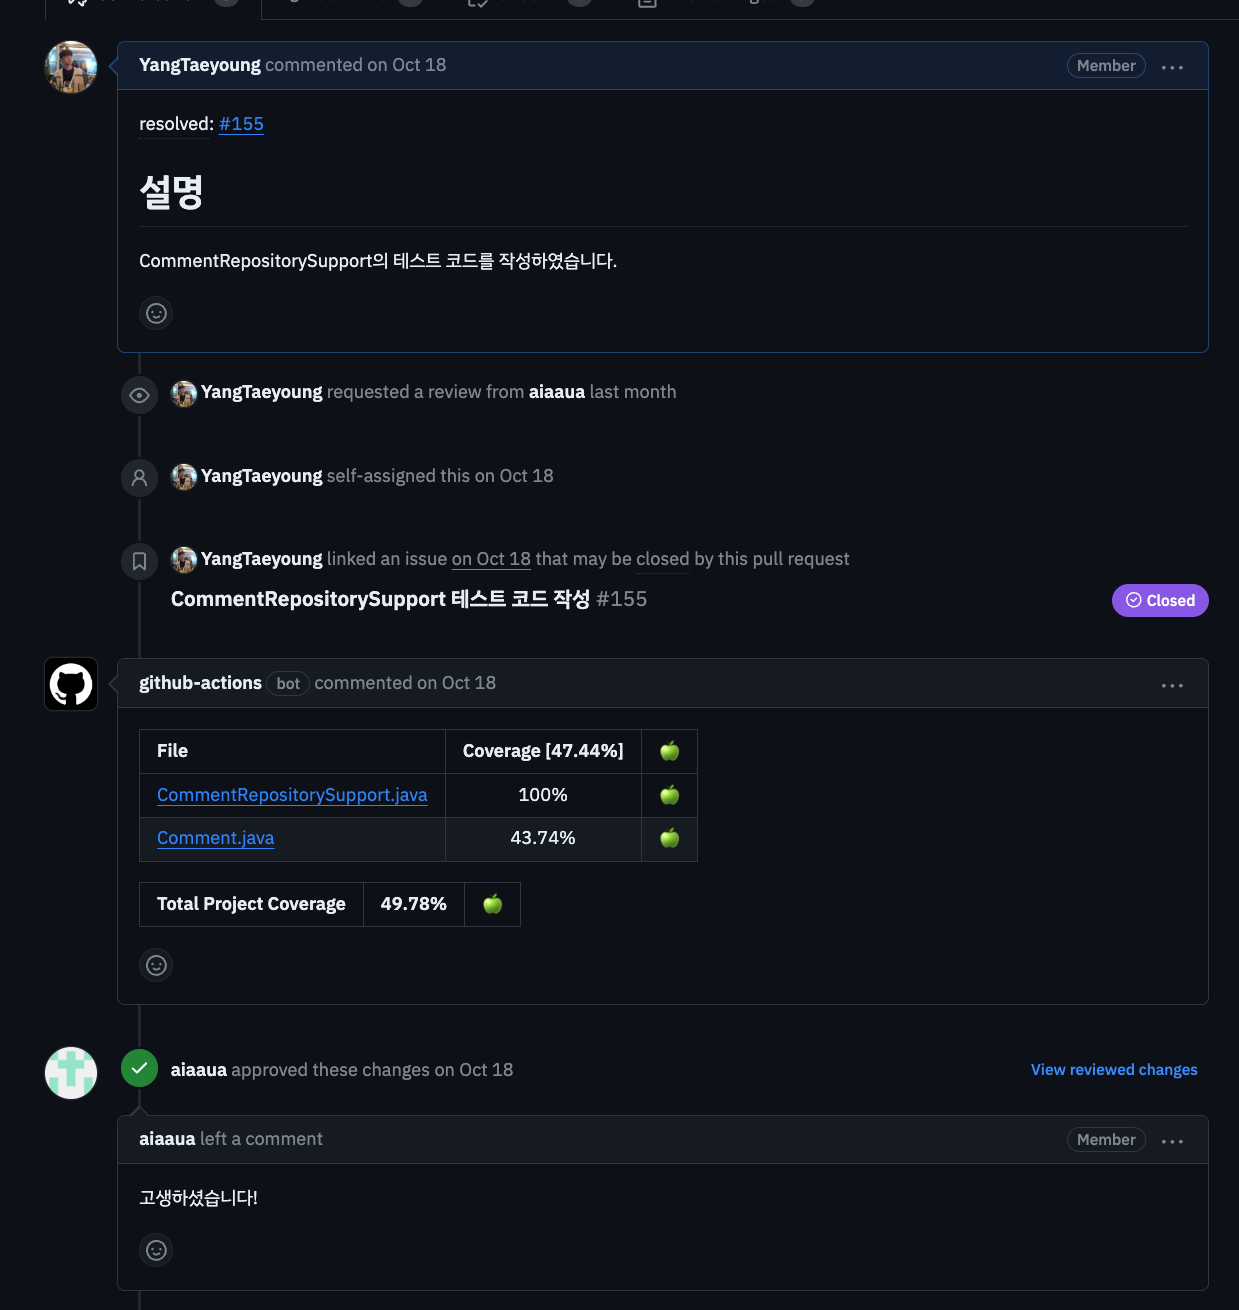 YangTaeyoung commented on Oct 18
Member
resolved: #155
설명
CommentRepositorySupport의 테스트 코드를 작성하였습니다.
YangTaeyoung requested a review from aiaaua last month
YangTaeyoung self-assigned this on Oct 18
YangTaeyoung linked an issue on Oct 18 that may be closed by this pull request
CommentRepositorySupport 테스트 코드 작성 #155
Closed
github-actions bot commented on Oct 18
File Coverage [47.44%] 🍏
CommentRepositorySupport.java 100% 🍏
Comment.java 43.74% 🍏
Total Project Coverage 49.78% 🍏
aiaaua approved these changes on Oct 18
View reviewed changes
aiaaua left a comment
Member
고생하셨습니다!